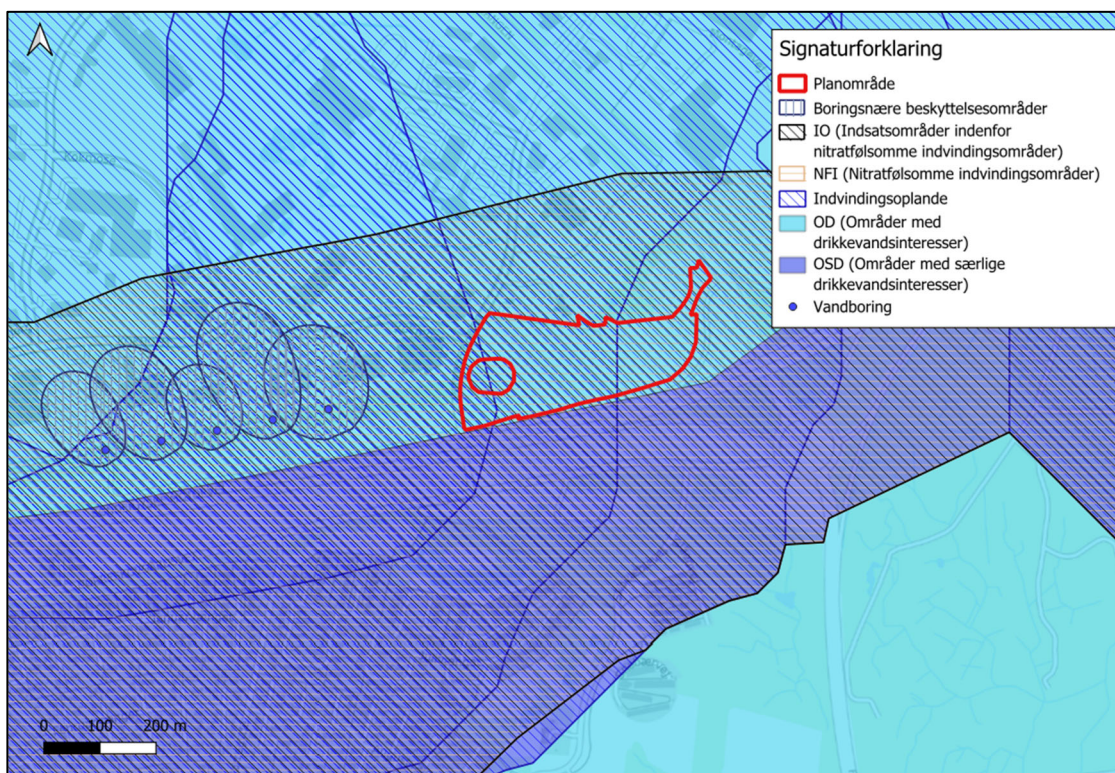 Signaturforklaring
Planområde
Boringsnære beskyttelsesområder
IO (Indsatsområder indenfor
nitratfølsomme indvindingsområder)
NFI (Nitratfølsomme indvindingsområder)
Indvindingsoplande
OD (Områder med
drikkevandsinteresser)
OSD (Områder med særlige
drikkevandsinteresser)
Vandboring
0 100 200 m